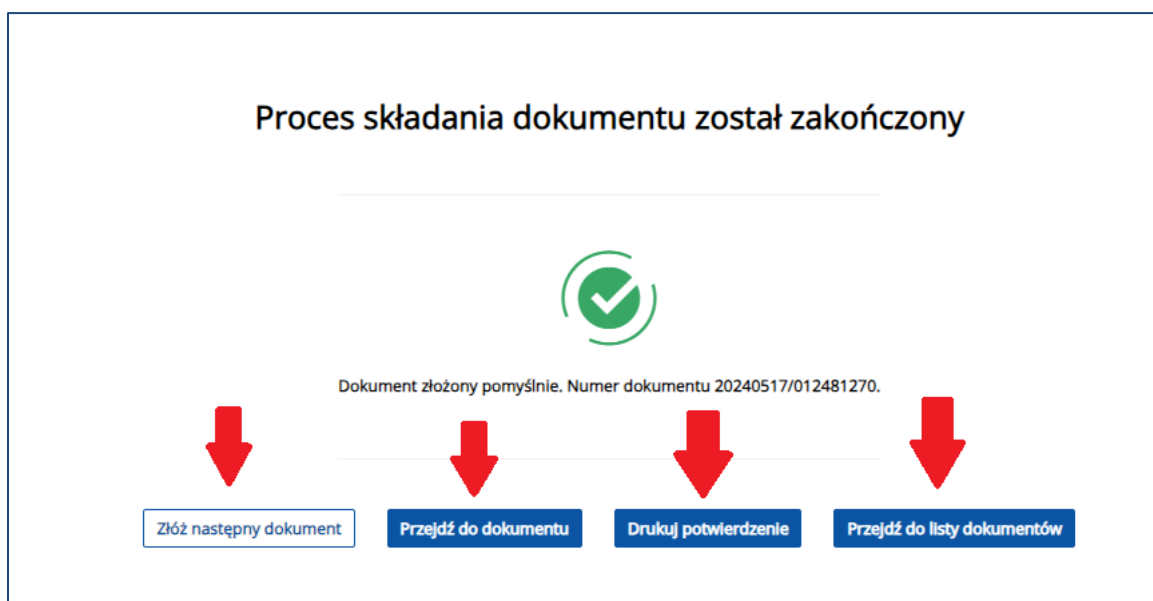 Proces składania dokumentu został zakończony
Dokument złożony pomyślnie. Numer dokumentu 20240517/012481270.
Złóż następny dokument
Przejdź do dokumentu
Drukuj potwierdzenie
Przejdź do listy dokumentów